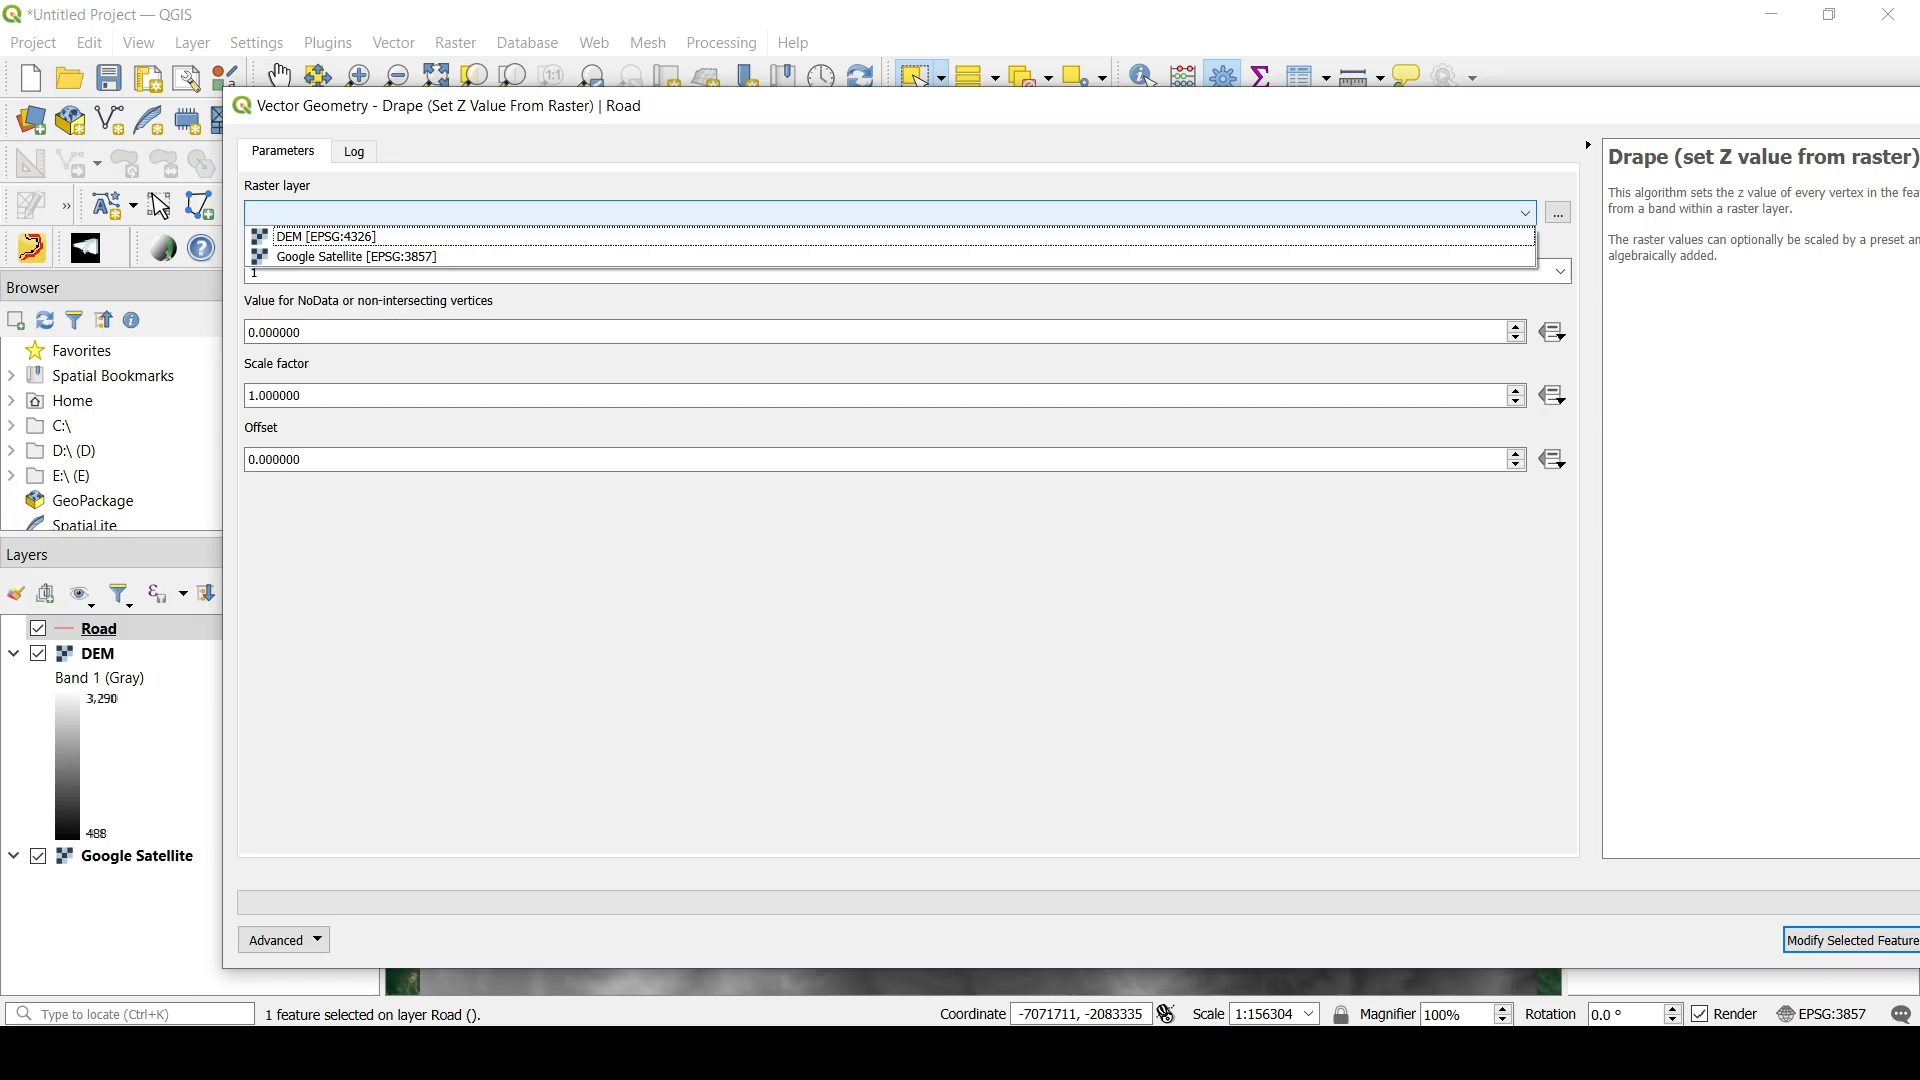 *Untitled Project — QGIS
Project Edit View Layer Settings Plugins Vector Raster Database Web Mesh Processing Help
Vector Geometry - Drape (Set Z Value From Raster) | Road
Parameters Log
Raster layer
...
DEM [EPSG:4326]
Google Satellite [EPSG:3857]
1
Value for NoData or non-intersecting vertices
0.000000
Scale factor
1.000000
Offset
0.000000
Drape (set Z value from raster)
This algorithm sets the z value of every vertex in the fea
from a band within a raster layer.
The raster values can optionally be scaled by a preset an
algebraically added.
Browser
Favorites
Spatial Bookmarks
Home
C:\
D:\ (D)
E:\ (E)
GeoPackage
SpatiaLite
Layers
Road
DEM
Band 1 (Gray)
3,290
488
Google Satellite
Advanced
Modify Selected Feature
Type to locate (Ctrl+K) 1 feature selected on layer Road (). Coordinate -7071711, -2083335 Scale 1:156304 Magnifier 100% Rotation 0.0 ° Render EPSG:3857